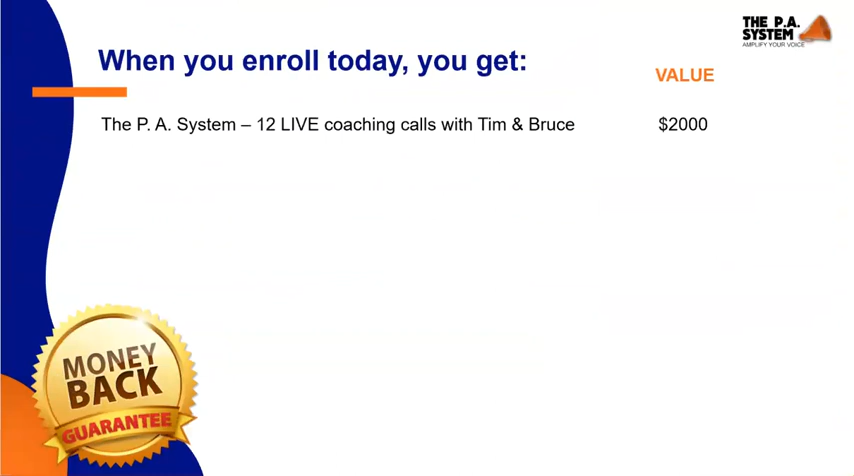 THE P.A.
SYSTEM
AMPLIFY YOUR VOICE
When you enroll today, you get:
VALUE
The P. A. System – 12 LIVE coaching calls with Tim & Bruce
$2000
MONEY
BACK
GUARANTEE